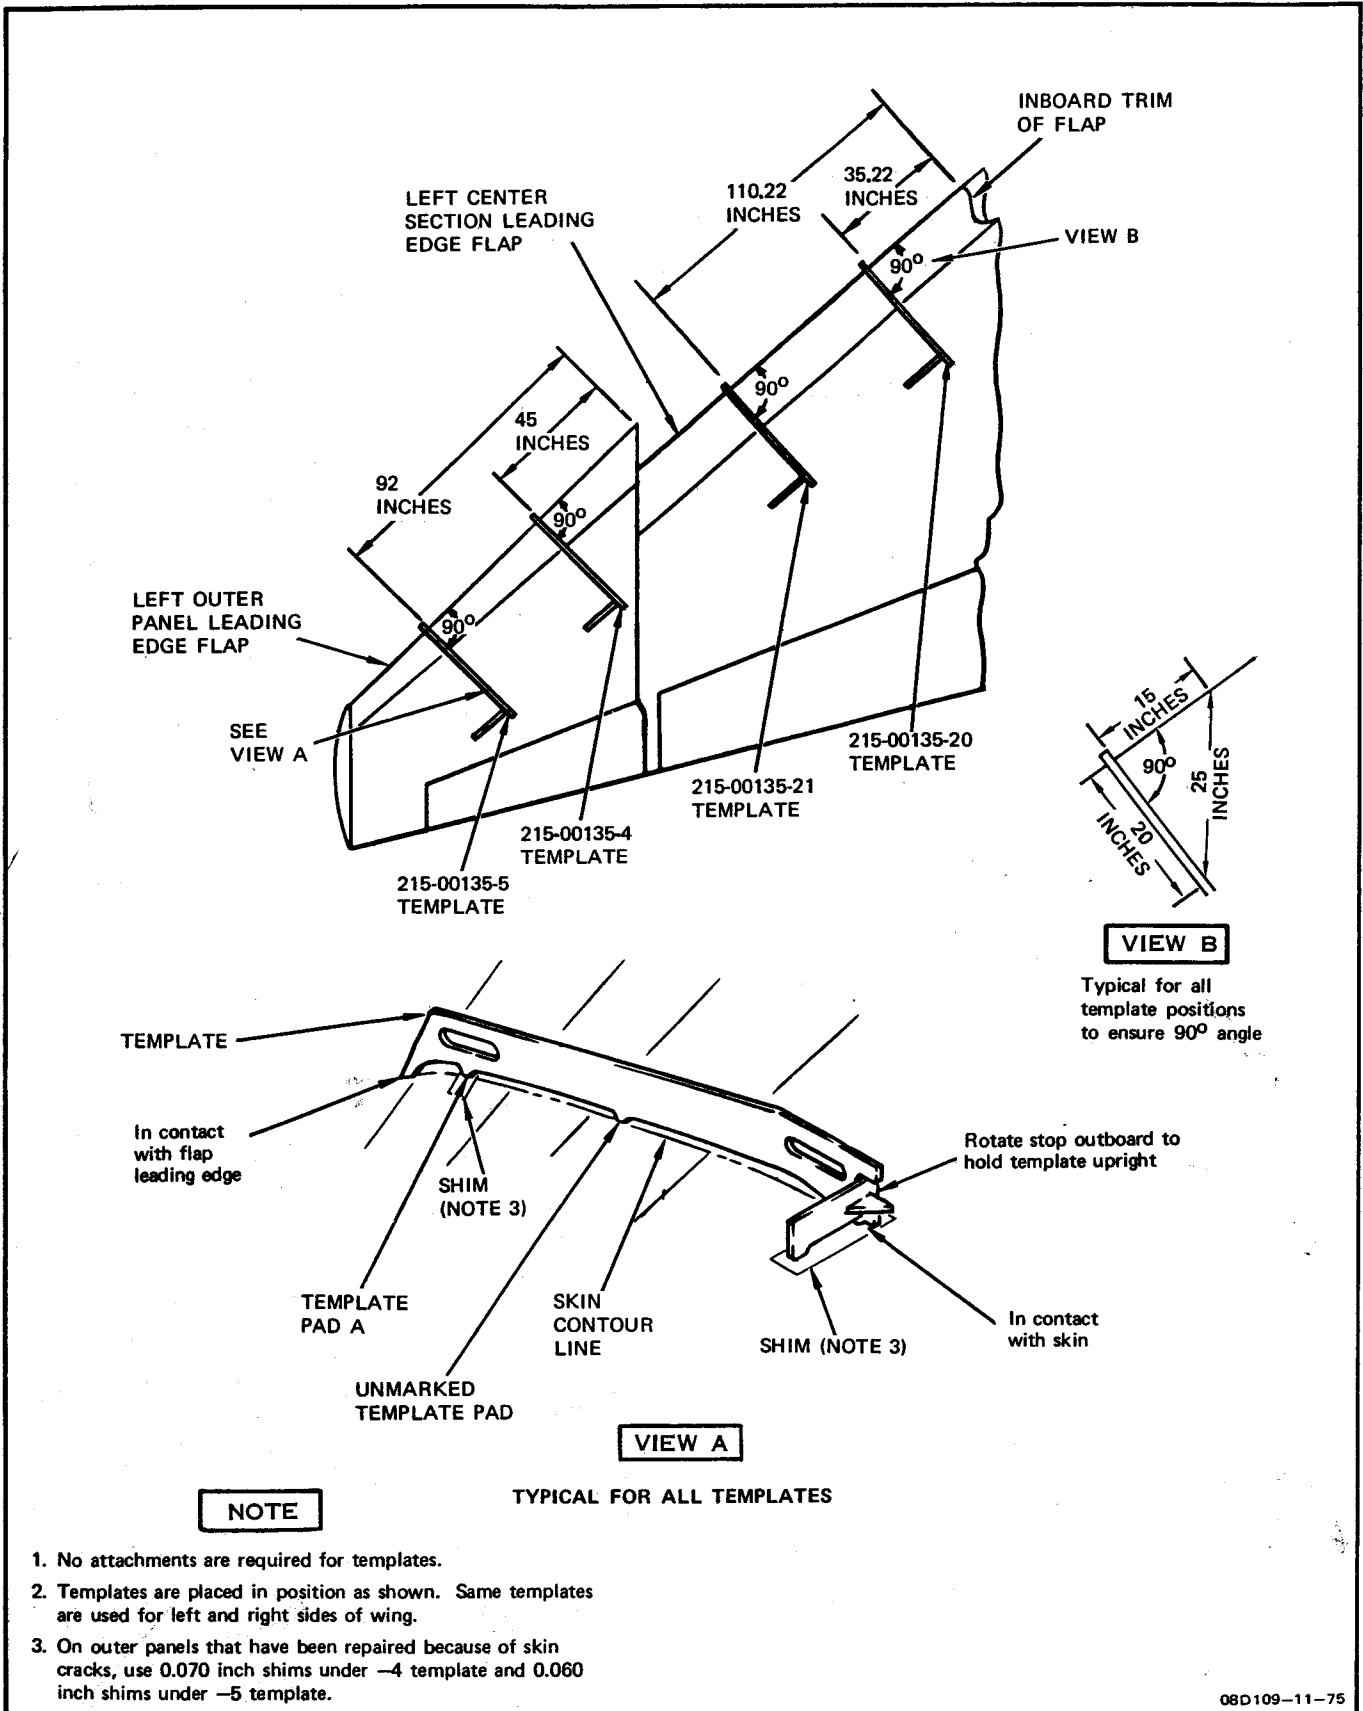 INBOARD TRIM
OF FLAP
110.22
INCHES
35.22
INCHES
LEFT CENTER
SECTION LEADING
EDGE FLAP
VIEW B
90º
90º
45
INCHES
92
INCHES
90º
90º
LEFT OUTER
PANEL LEADING
EDGE FLAP
SEE
VIEW A
215-00135-20
TEMPLATE
215-00135-21
TEMPLATE
215-00135-4
TEMPLATE
215-00135-5
TEMPLATE
15
INCHES
90º
25
INCHES
20
INCHES
VIEW B
Typical for all
template positions
to ensure 90º angle
TEMPLATE
In contact
with flap
leading edge
SHIM
(NOTE 3)
Rotate stop outboard to
hold template upright
TEMPLATE
PAD A
SKIN
CONTOUR
LINE
In contact
with skin
SHIM (NOTE 3)
UNMARKED
TEMPLATE PAD
VIEW A
TYPICAL FOR ALL TEMPLATES
NOTE
1. No attachments are required for templates.
2. Templates are placed in position as shown. Same templates
are used for left and right sides of wing.
3. On outer panels that have been repaired because of skin
cracks, use 0.070 inch shims under –4 template and 0.060
inch shims under –5 template.
08D109–11–75